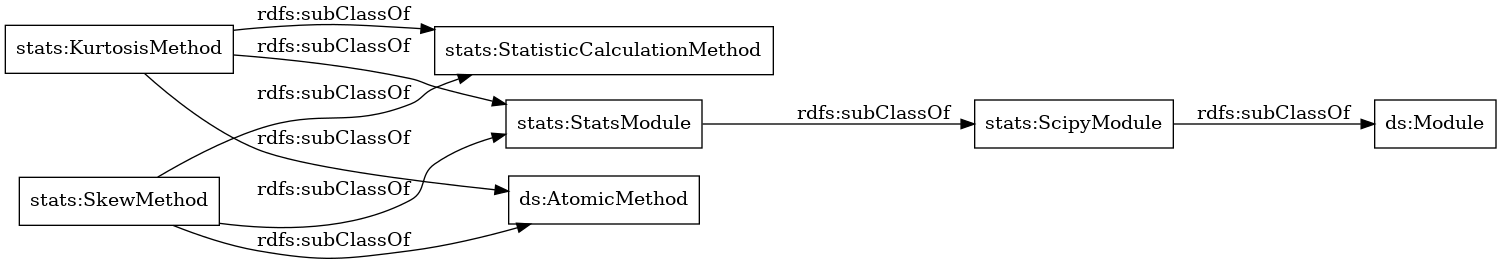 rdfs:subClassOf
stats:KurtosisMethod
rdfs:subClassOf
stats:StatisticCalculationMethod
rdfs:subClassOf
stats:StatsModule
rdfs:subClassOf
stats:ScipyModule
rdfs:subClassOf
ds:Module
rdfs:subClassOf
stats:SkewMethod
rdfs:subClassOf
ds:AtomicMethod
rdfs:subClassOf